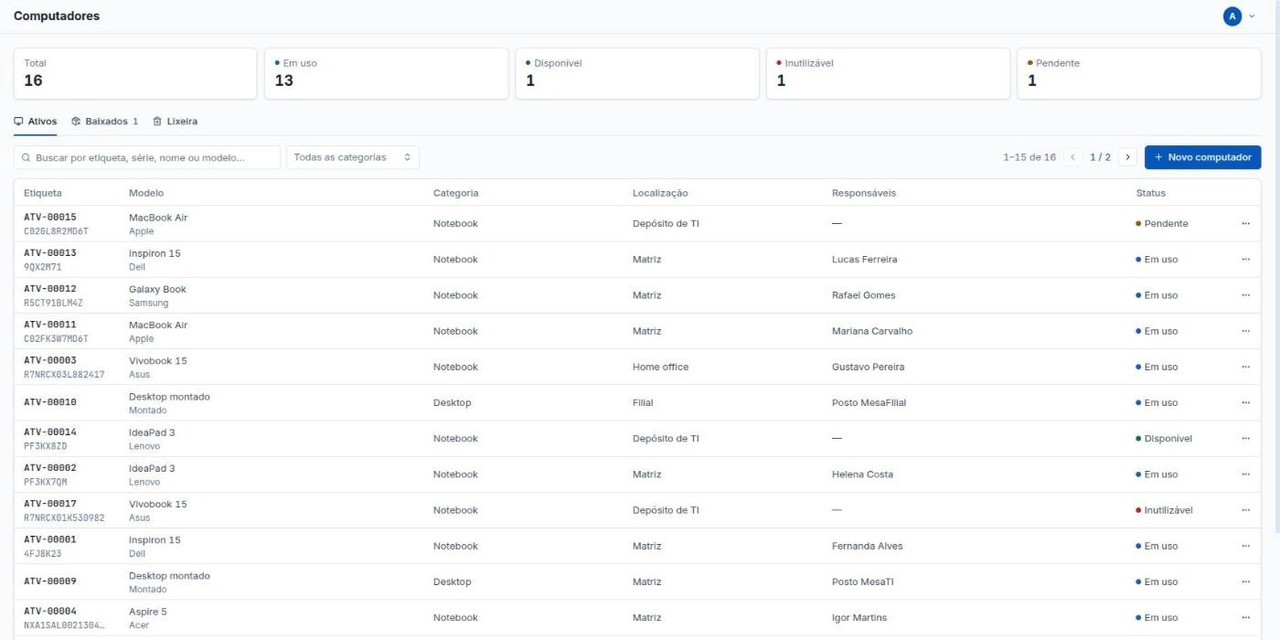 Computadores
A
Total
16
Em uso
13
Disponível
1
Inutilizável
1
Pendente
1
Ativos
Baixados 1
Lixeira
Buscar por etiqueta, série, nome ou modelo...
Todas as categorias
1–15 de 16
1 / 2
+ Novo computador
Etiqueta Modelo Categoria Localização Responsáveis Status
ATV-00015 MacBook Air Notebook Depósito de TI — Pendente ...
C02GL8R2MD6T Apple
ATV-00013 Inspiron 15 Notebook Matriz Lucas Ferreira Em uso ...
9QX2M71 Dell
ATV-00012 Galaxy Book Notebook Matriz Rafael Gomes Em uso ...
R5CT91BLM4Z Samsung
ATV-00011 MacBook Air Notebook Matriz Mariana Carvalho Em uso ...
C02FK3W7MD6T Apple
ATV-00003 Vivobook 15 Notebook Home office Gustavo Pereira Em uso ...
R7NRCX03L882417 Asus
ATV-00010 Desktop montado Desktop Filial Posto MesaFilial Em uso ...
Montado
ATV-00014 IdeaPad 3 Notebook Depósito de TI — Disponível ...
PF3KX8ZD Lenovo
ATV-00002 IdeaPad 3 Notebook Matriz Helena Costa Em uso ...
PF3KX7QM Lenovo
ATV-00017 Vivobook 15 Notebook Depósito de TI — Inutilizável ...
R7NRCX01K530982 Asus
ATV-00001 Inspiron 15 Notebook Matriz Fernanda Alves Em uso ...
4FJ8K23 Dell
ATV-00009 Desktop montado Desktop Matriz Posto MesaTI Em uso ...
Montado
ATV-00004 Aspire 5 Notebook Matriz Igor Martins Em uso ...
NXA1SAL0021304… Acer